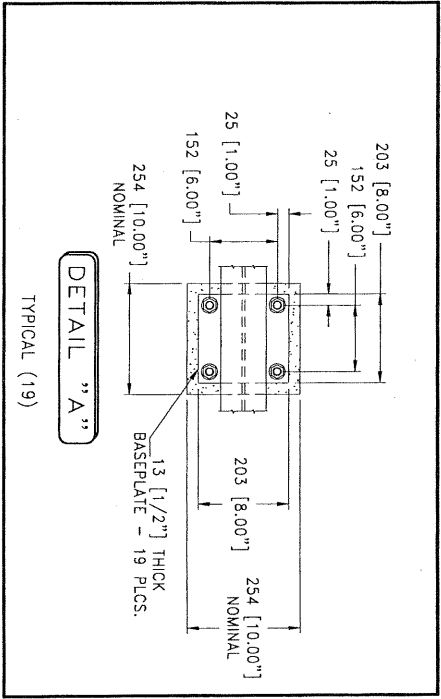 203 [8.00"]
152 [6.00"]
25 [1.00"]
25 [1.00"]
152 [6.00"]
254 [10.00"]
NOMINAL
203 [8.00"]
254 [10.00"]
NOMINAL
13 [1/2"] THICK
BASEPLATE - 19 PLCS.
DETAIL "A"
TYPICAL (19)